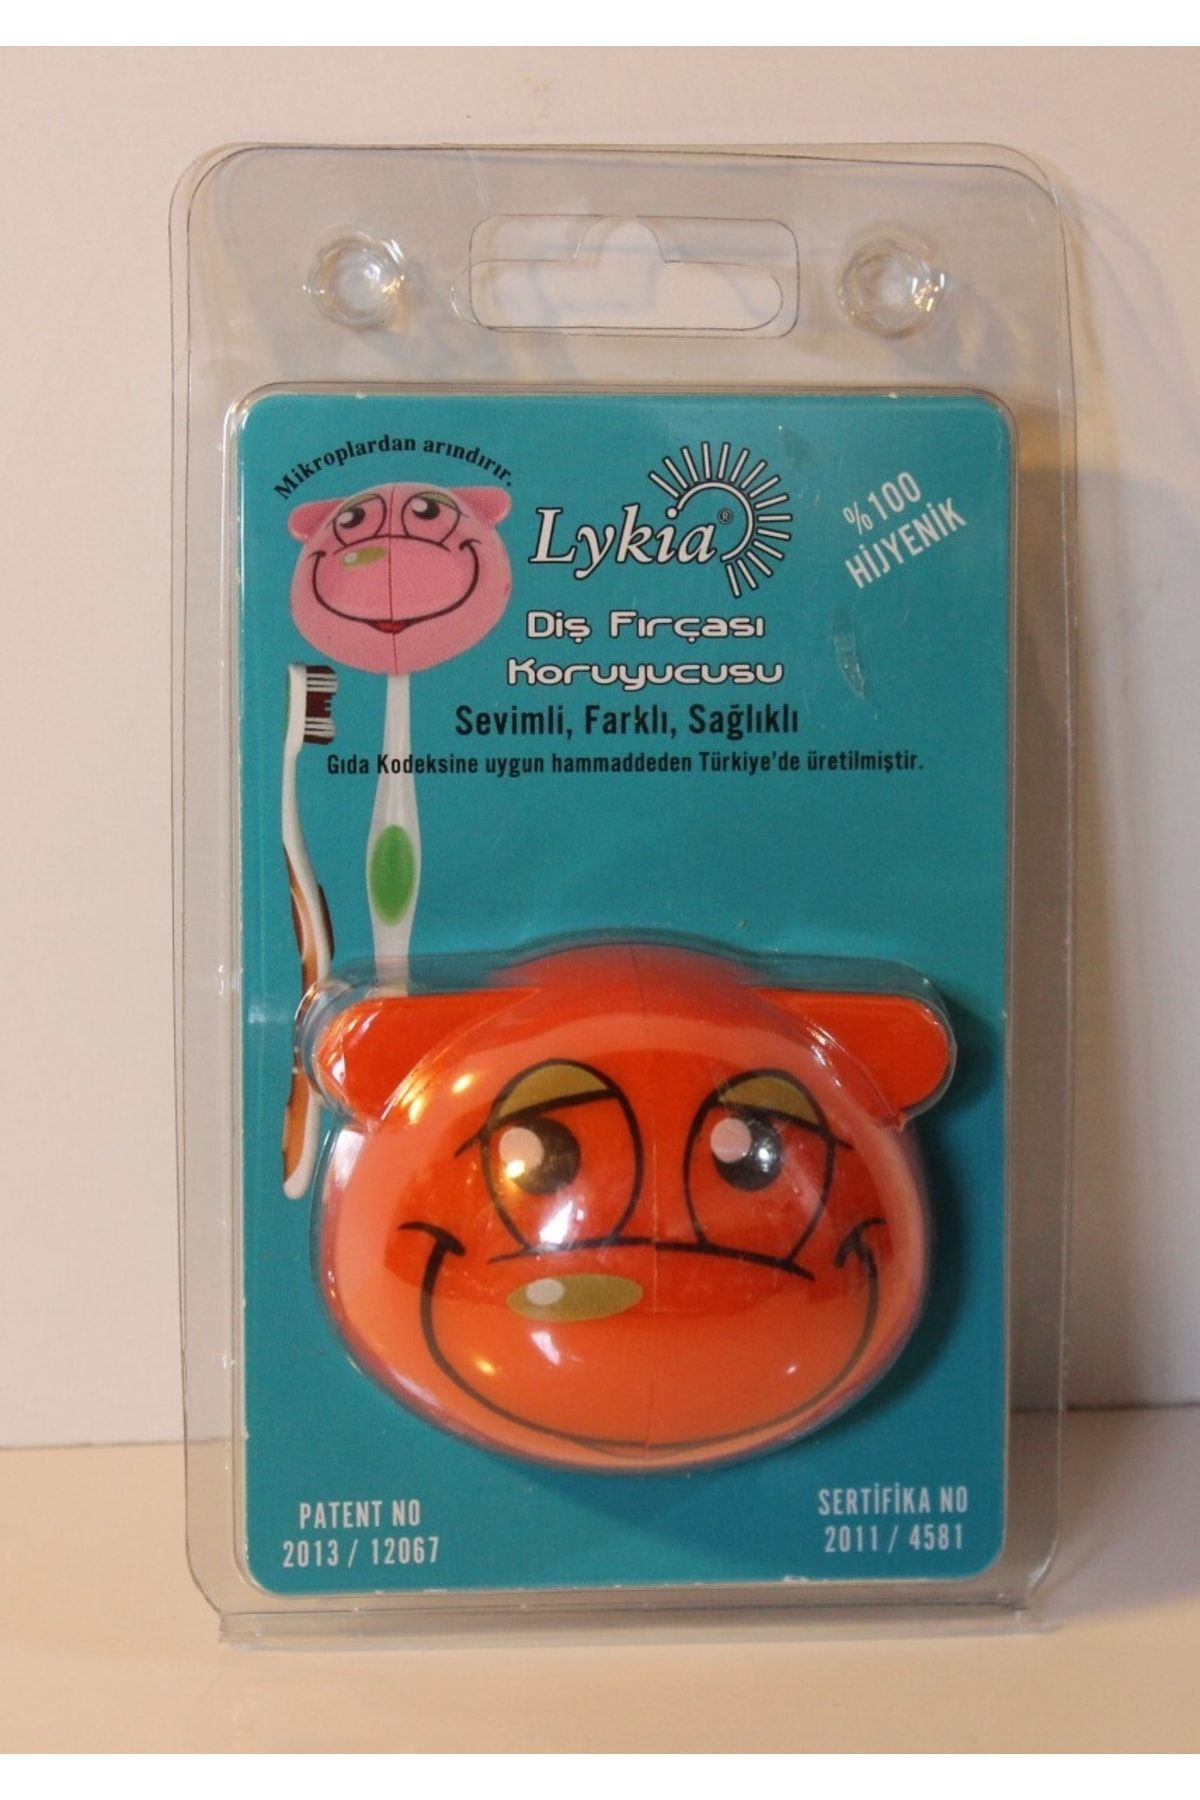 Mikroplardan arındırır.
Lykia®
%100
HİJYENİK
Diş Fırçası
Koruyucusu
Sevimli, Farklı, Sağlıklı
Gıda Kodeksine uygun hammaddeden Türkiye'de üretilmiştir.
PATENT NO
2013 / 12067
SERTİFİKA NO
2011 / 4581